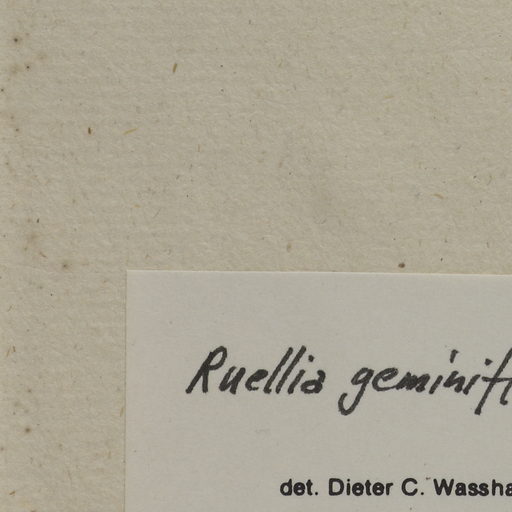 Ruellia geminifl
det. Dieter C. Wassha